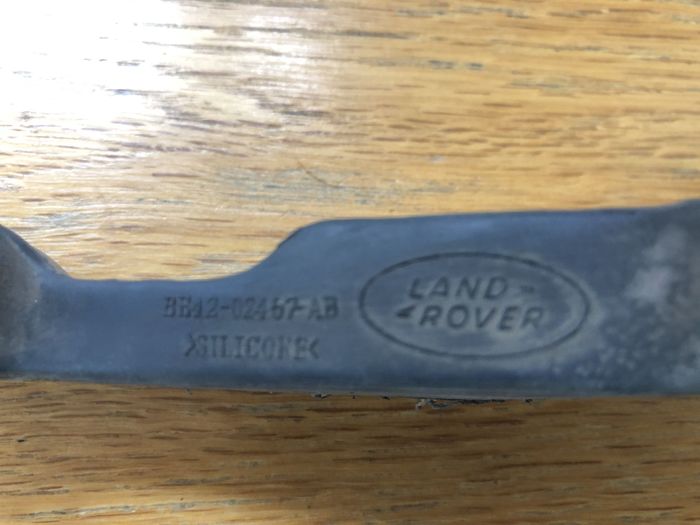 BH42-02467-AB
>SILICONE<
LAND-
ROVER